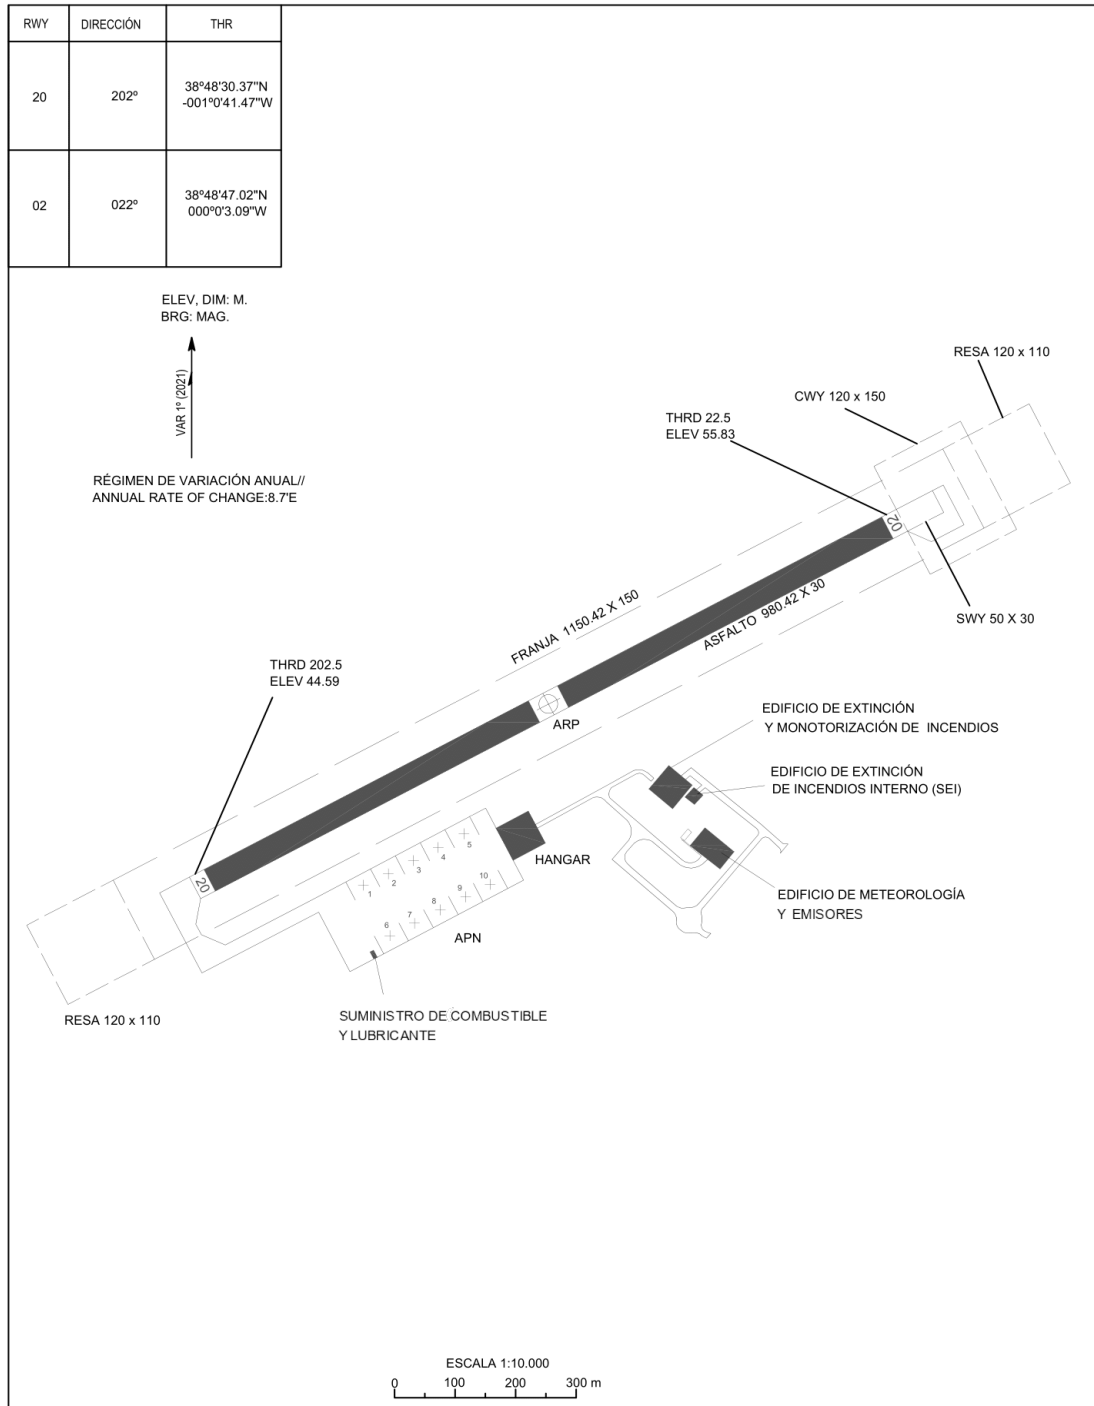 RWY DIRECCIÓN THR
20 202º 38º48'30.37"N
-001º0'41.47"W
02 022º 38º48'47.02"N
000º0'3.09"W
ELEV, DIM: M.
BRG: MAG.
VAR 1º (2021)
RÉGIMEN DE VARIACIÓN ANUAL//
ANNUAL RATE OF CHANGE:8.7'E
RESA 120 x 110
CWY 120 x 150
THRD 22.5
ELEV 55.83
02
SWY 50 X 30
FRANJA 1150.42 X 150
ASFALTO 980.42 X 30
THRD 202.5
ELEV 44.59
ARP
EDIFICIO DE EXTINCIÓN
Y MONOTORIZACIÓN DE INCENDIOS
EDIFICIO DE EXTINCIÓN
DE INCENDIOS INTERNO (SEI)
HANGAR
20
1
2
3
4
5
6
7
8
9
10
EDIFICIO DE METEOROLOGÍA
Y EMISORES
APN
SUMINISTRO DE COMBUSTIBLE
Y LUBRICANTE
RESA 120 x 110
ESCALA 1:10.000
0 100 200 300 m